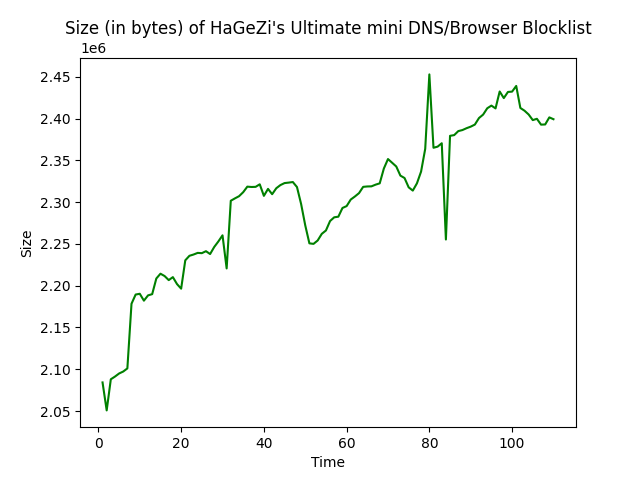 Size (in bytes) of HaGeZi's Ultimate mini DNS/Browser Blocklist
1e6
2.45
2.40
2.35
2.30
2.25
2.20
2.15
2.10
2.05
Size
0 20 40 60 80 100
Time